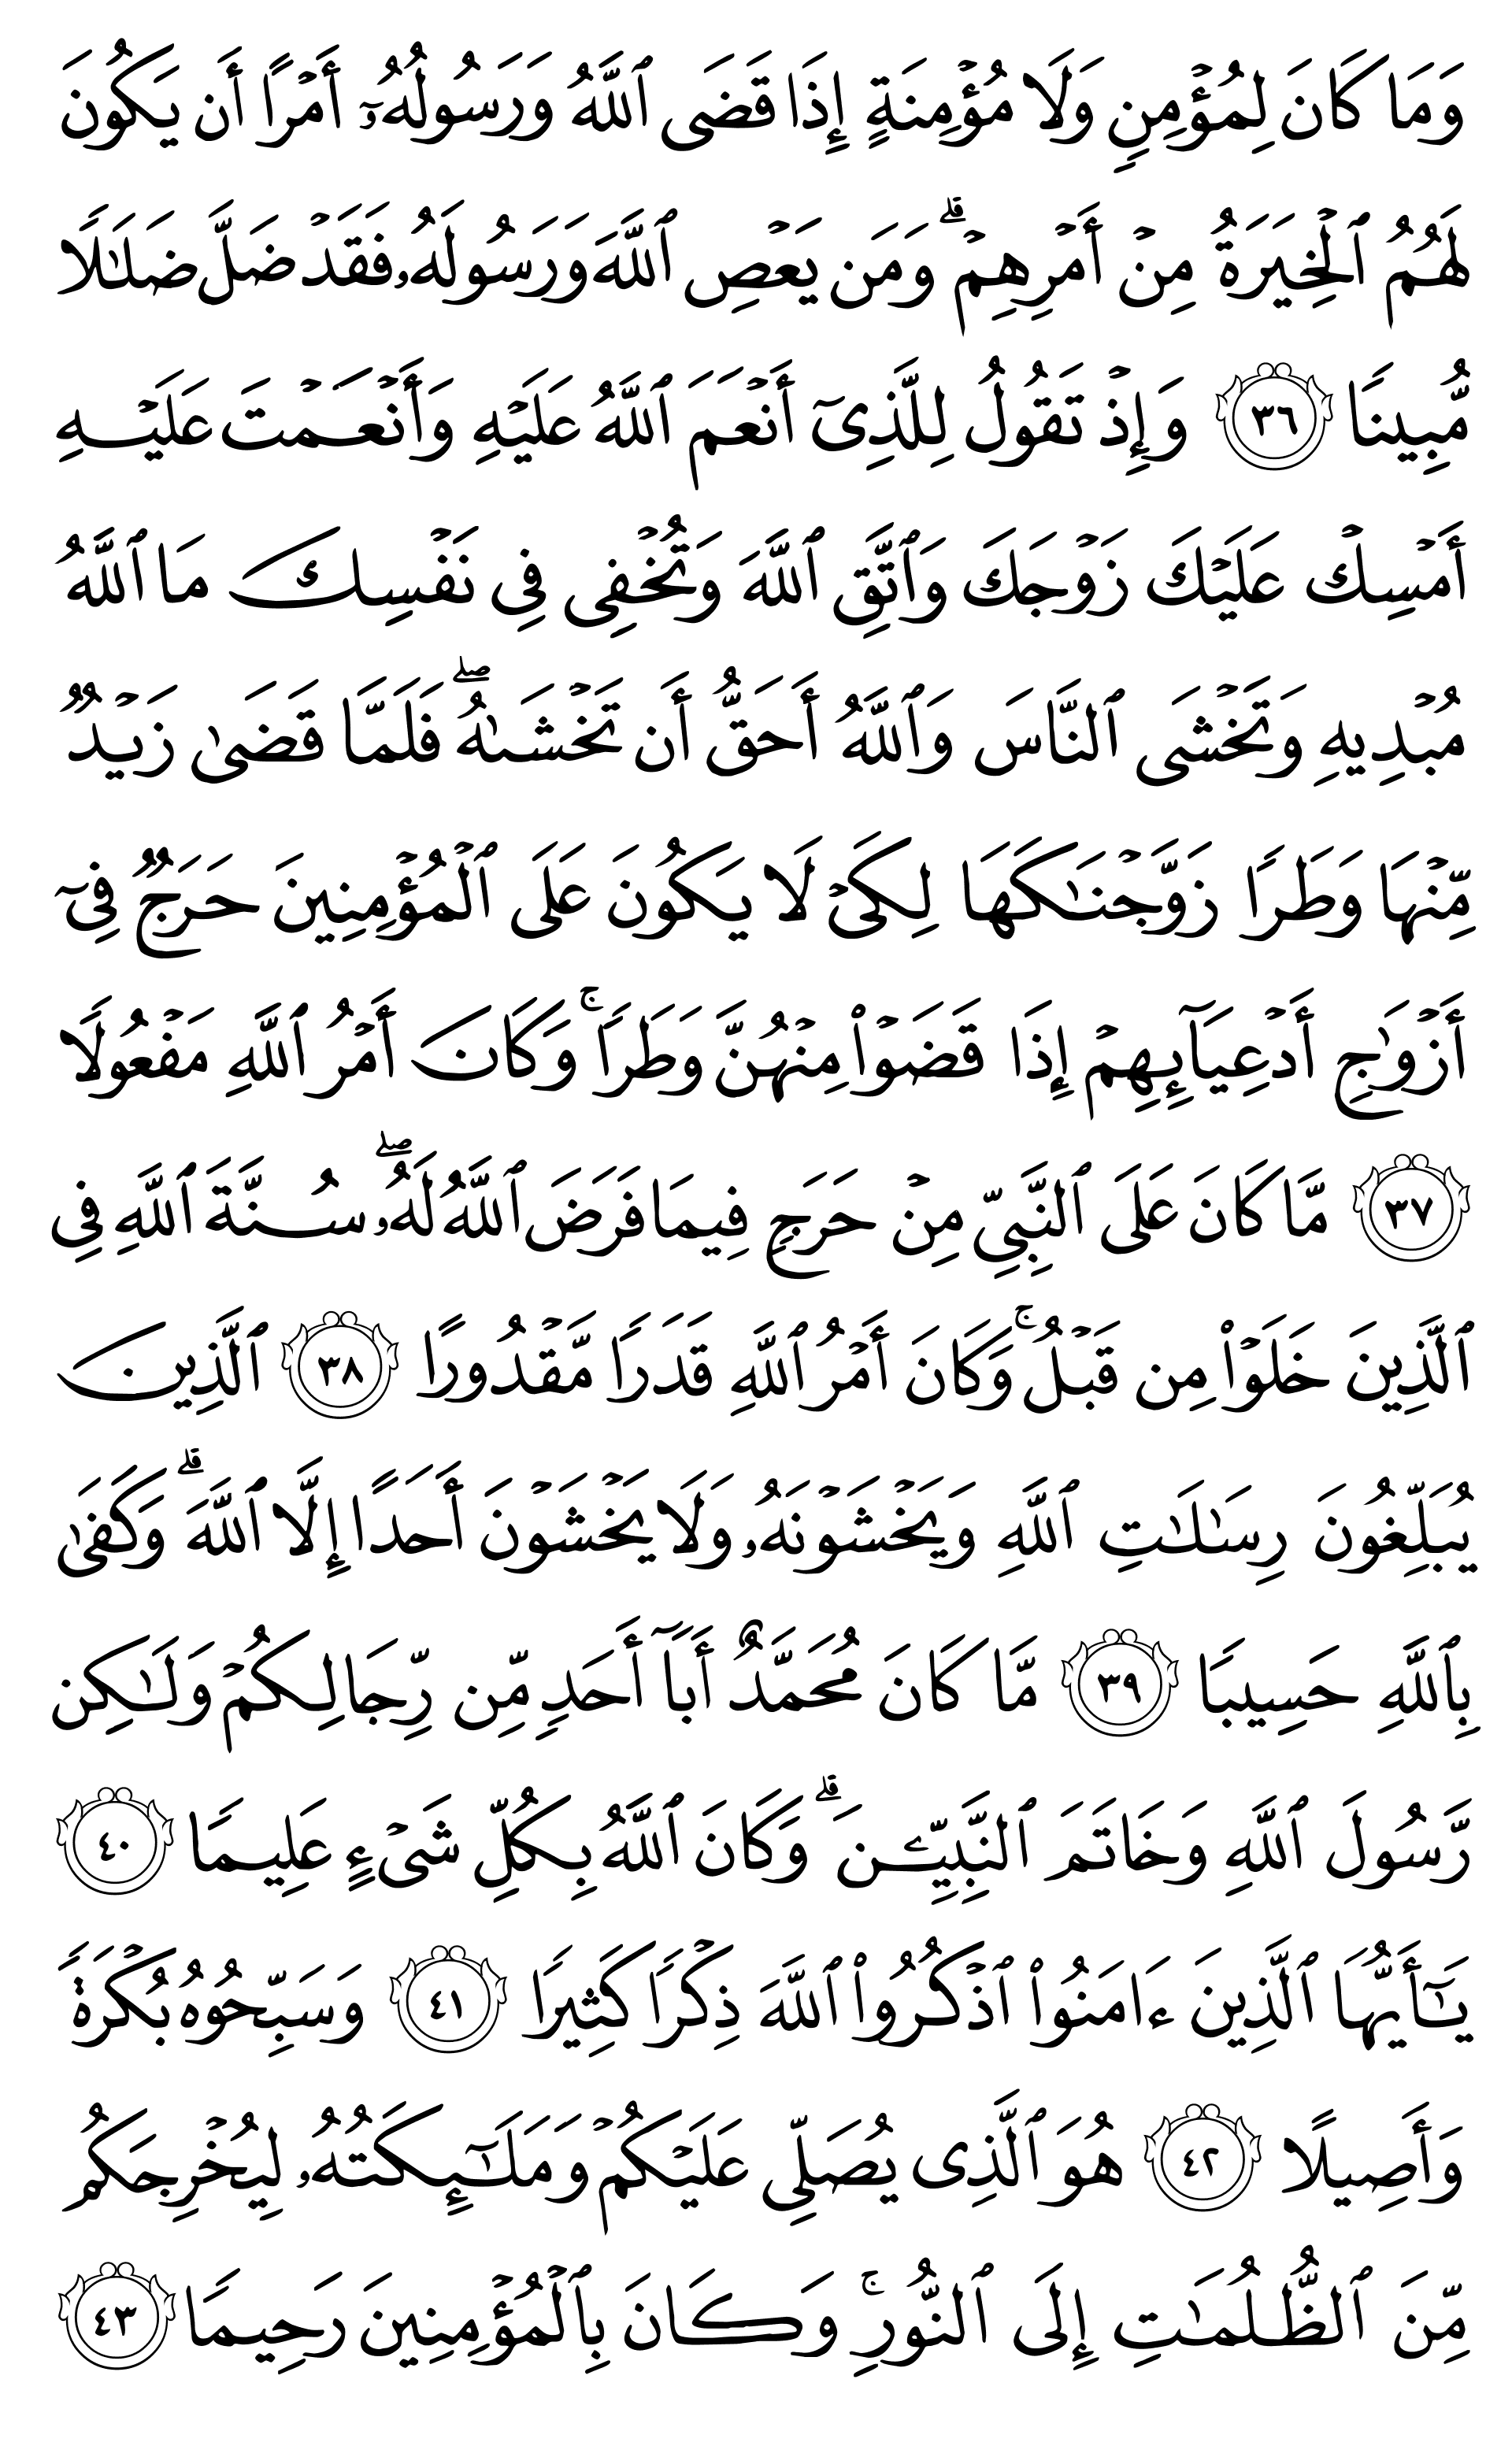 وَمَا كَانَ لِمُؤۡمِنٖ وَلَا مُؤۡمِنَةٍ إِذَا قَضَى ٱللَّهُ وَرَسُولُهُۥٓ أَمۡرًا أَن يَكُونَ
لَهُمُ ٱلۡخِيَرَةُ مِنۡ أَمۡرِهِمۡۗ وَمَن يَعۡصِ ٱللَّهَ وَرَسُولَهُۥ فَقَدۡ ضَلَّ ضَلَٰلٗا
مُّبِينٗا ٣٦ وَإِذۡ تَقُولُ لِلَّذِيٓ أَنۡعَمَ ٱللَّهُ عَلَيۡهِ وَأَنۡعَمۡتَ عَلَيۡهِ
أَمۡسِكۡ عَلَيۡكَ زَوۡجَكَ وَٱتَّقِ ٱللَّهَ وَتُخۡفِي فِي نَفۡسِكَ مَا ٱللَّهُ
مُبۡدِيهِ وَتَخۡشَى ٱلنَّاسَ وَٱللَّهُ أَحَقُّ أَن تَخۡشَىٰهُۖ فَلَمَّا قَضَىٰ زَيۡدٞ
مِّنۡهَا وَطَرٗا زَوَّجۡنَٰكَهَا لِكَيۡ لَا يَكُونَ عَلَى ٱلۡمُؤۡمِنِينَ حَرَجٞ فِيٓ
أَزۡوَٰجِ أَدۡعِيَآئِهِمۡ إِذَا قَضَوۡاْ مِنۡهُنَّ وَطَرٗاۚ وَكَانَ أَمۡرُ ٱللَّهِ مَفۡعُولٗا
٣٧ مَّا كَانَ عَلَى ٱلنَّبِيِّ مِنۡ حَرَجٖ فِيمَا فَرَضَ ٱللَّهُ لَهُۥۖ سُنَّةَ ٱللَّهِ فِي
ٱلَّذِينَ خَلَوۡاْ مِن قَبۡلُۚ وَكَانَ أَمۡرُ ٱللَّهِ قَدَرٗا مَّقۡدُورًا ٣٨ ٱلَّذِينَ
يُبَلِّغُونَ رِسَٰلَٰتِ ٱللَّهِ وَيَخۡشَوۡنَهُۥ وَلَا يَخۡشَوۡنَ أَحَدًا إِلَّا ٱللَّهَۗ وَكَفَىٰ
بِٱللَّهِ حَسِيبٗا ٣٩ مَّا كَانَ مُحَمَّدٌ أَبَآ أَحَدٖ مِّن رِّجَالِكُمۡ وَلَٰكِن
رَّسُولَ ٱللَّهِ وَخَاتَمَ ٱلنَّبِيِّـۧنَۗ وَكَانَ ٱللَّهُ بِكُلِّ شَيۡءٍ عَلِيمٗا ٤٠
يَٰٓأَيُّهَا ٱلَّذِينَ ءَامَنُواْ ٱذۡكُرُواْ ٱللَّهَ ذِكۡرٗا كَثِيرٗا ٤١ وَسَبِّحُوهُ بُكۡرَةٗ
وَأَصِيلًا ٤٢ هُوَ ٱلَّذِي يُصَلِّي عَلَيۡكُمۡ وَمَلَٰٓئِكَتُهُۥ لِيُخۡرِجَكُم
مِّنَ ٱلظُّلُمَٰتِ إِلَى ٱلنُّورِۚ وَكَانَ بِٱلۡمُؤۡمِنِينَ رَحِيمٗا ٤٣